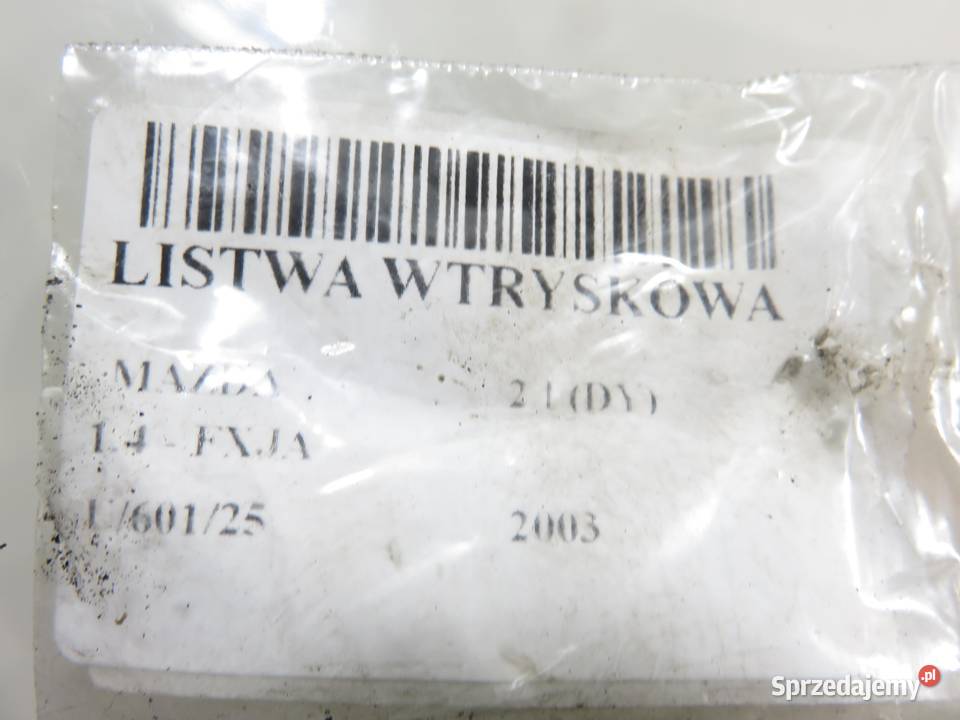 LISTWA WTRYSKOWA
MAZDA 2 I (DY)
1.4 - FXJA
U/601/25 2003
Sprzedajemy.pl